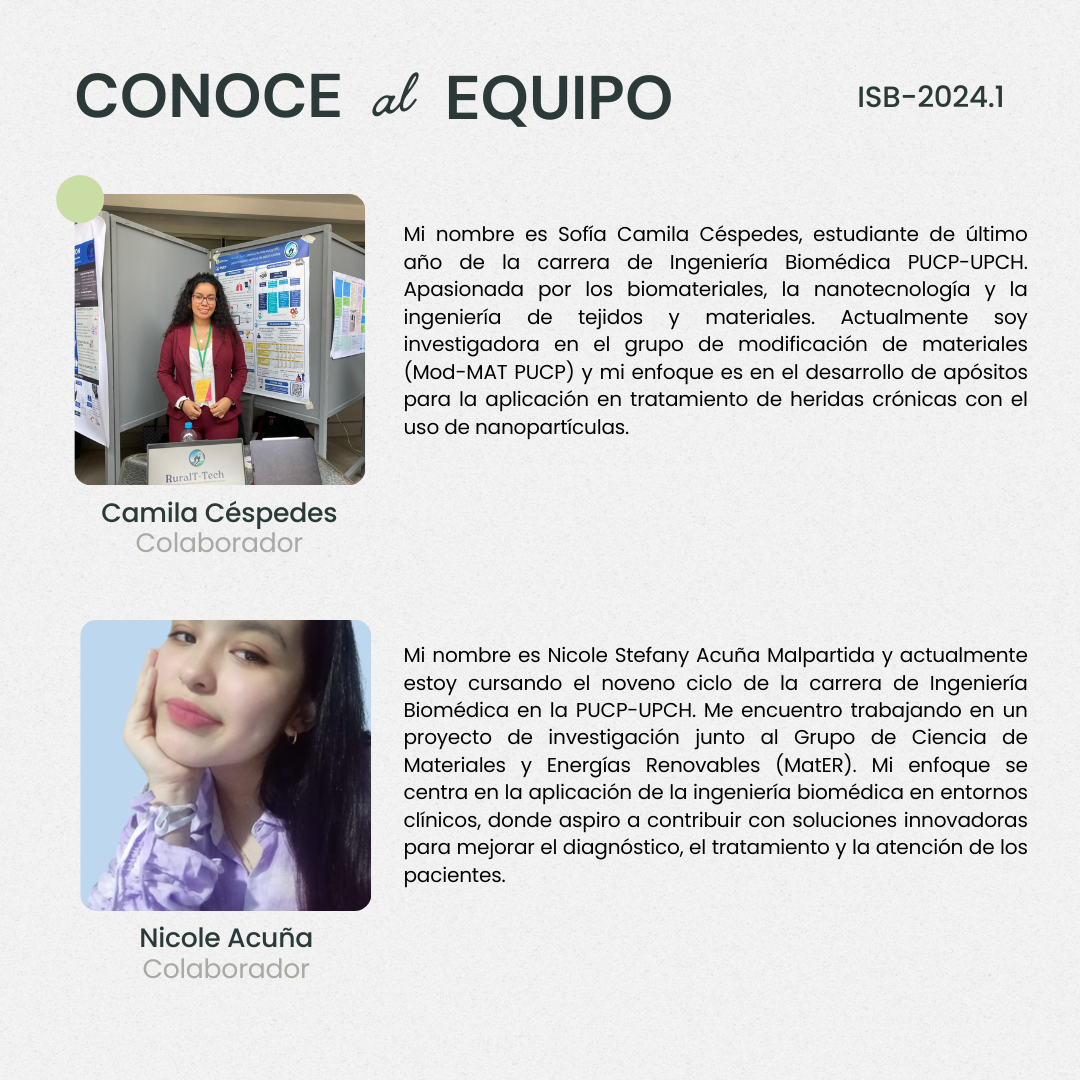 CONOCE al EQUIPO
ISB-2024.1
Mi nombre es Sofía Camila Céspedes, estudiante de último
año de la carrera de Ingeniería Biomédica PUCP-UPCH.
Apasionada por los biomateriales, la nanotecnología y la
ingeniería de tejidos y materiales. Actualmente soy
investigadora en el grupo de modificación de materiales
(Mod-MAT PUCP) y mi enfoque es en el desarrollo de apósitos
para la aplicación en tratamiento de heridas crónicas con el
uso de nanopartículas.
RuralT-Tech
Camila Céspedes
Colaborador
Mi nombre es Nicole Stefany Acuña Malpartida y actualmente
estoy cursando el noveno ciclo de la carrera de Ingeniería
Biomédica en la PUCP-UPCH. Me encuentro trabajando en un
proyecto de investigación junto al Grupo de Ciencia de
Materiales y Energías Renovables (MatER). Mi enfoque se
centra en la aplicación de la ingeniería biomédica en entornos
clínicos, donde aspiro a contribuir con soluciones innovadoras
para mejorar el diagnóstico, el tratamiento y la atención de los
pacientes.
Nicole Acuña
Colaborador